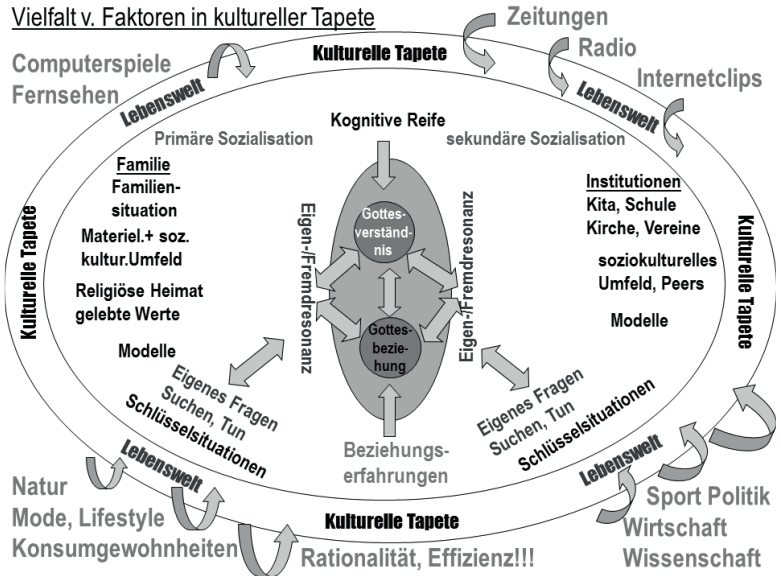 Vielfalt v. Faktoren in kultureller Tapete
Zeitungen
Radio
Internetclips
Computerspiele
Fernsehen
Kulturelle Tapete
Lebenswelt
Lebenswelt
Primäre Sozialisation
Kognitive Reife
sekundäre Sozialisation
Familie
Familien-
situation
Materiel.+ soz.
kultur.Umfeld
Religiöse Heimat
gelebte Werte
Modelle
Kulturelle Tapete
Eigen-/Fremdresonanz
Gottes-
verständ-
nis
Gottes-
bezie-
hung
Eigen-/Fremdresonanz
Institutionen
Kita, Schule
Kirche, Vereine
soziokulturelles
Umfeld, Peers
Modelle
Kulturelle Tapete
Eigenes Fragen
Suchen, Tun
Schlüsselsituationen
Beziehungs-
erfahrungen
Eigenes Fragen
Suchen, Tun
Schlüsselsituationen
Lebenswelt
Lebenswelt
Kulturelle Tapete
Natur
Mode, Lifestyle
Konsumgewohnheiten
Rationalität, Effizienz!!!
Sport Politik
Wirtschaft
Wissenschaft